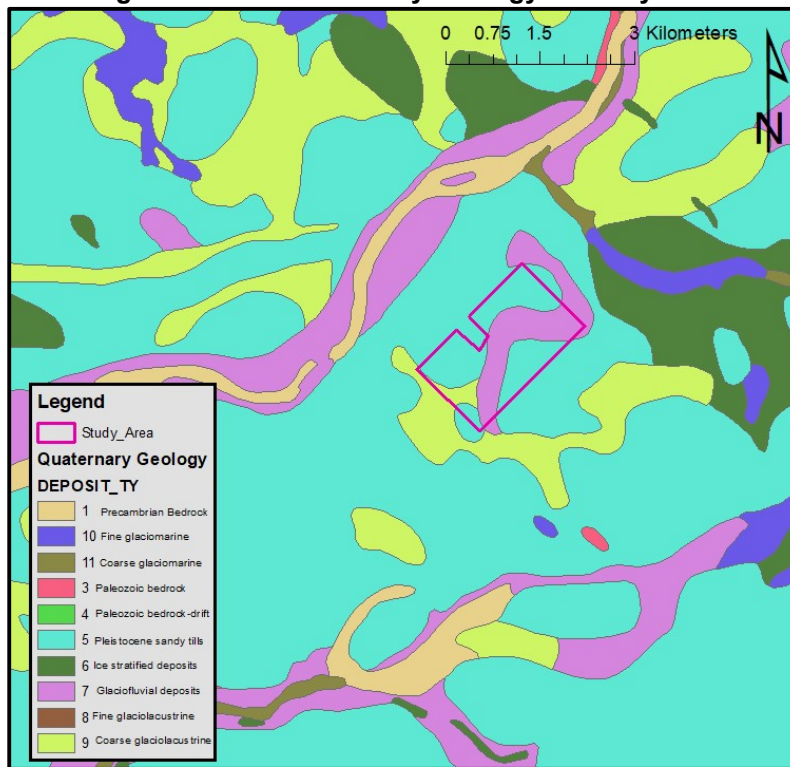 0 0.75 1.5 3 Kilometers
N
Legend
Study_Area
Quaternary Geology
DEPOSIT_TY
1 Precambrian Bedrock
10 Fine glaciomarine
11 Coarse glaciomarine
3 Paleozoic bedrock
4 Paleozoic bedrock-drift
5 Pleistocene sandy tills
6 Ice stratified deposits
7 Glaciofluvial deposits
8 Fine glaciolacustrine
9 Coarse glaciolacustrine